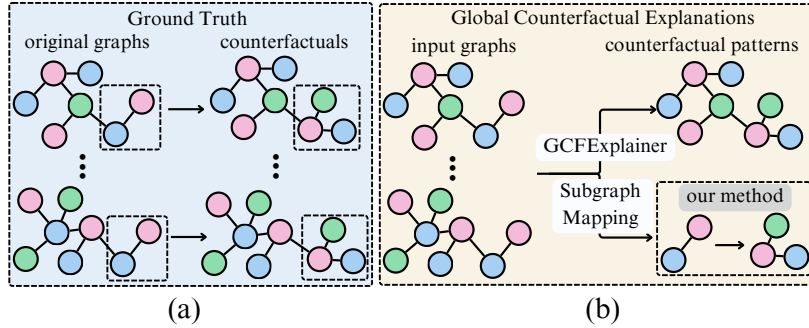 Ground Truth
original graphs
counterfactuals
(a)
Global Counterfactual Explanations
input graphs
counterfactual patterns
GCFExplainer
Subgraph
Mapping
our method
(b)